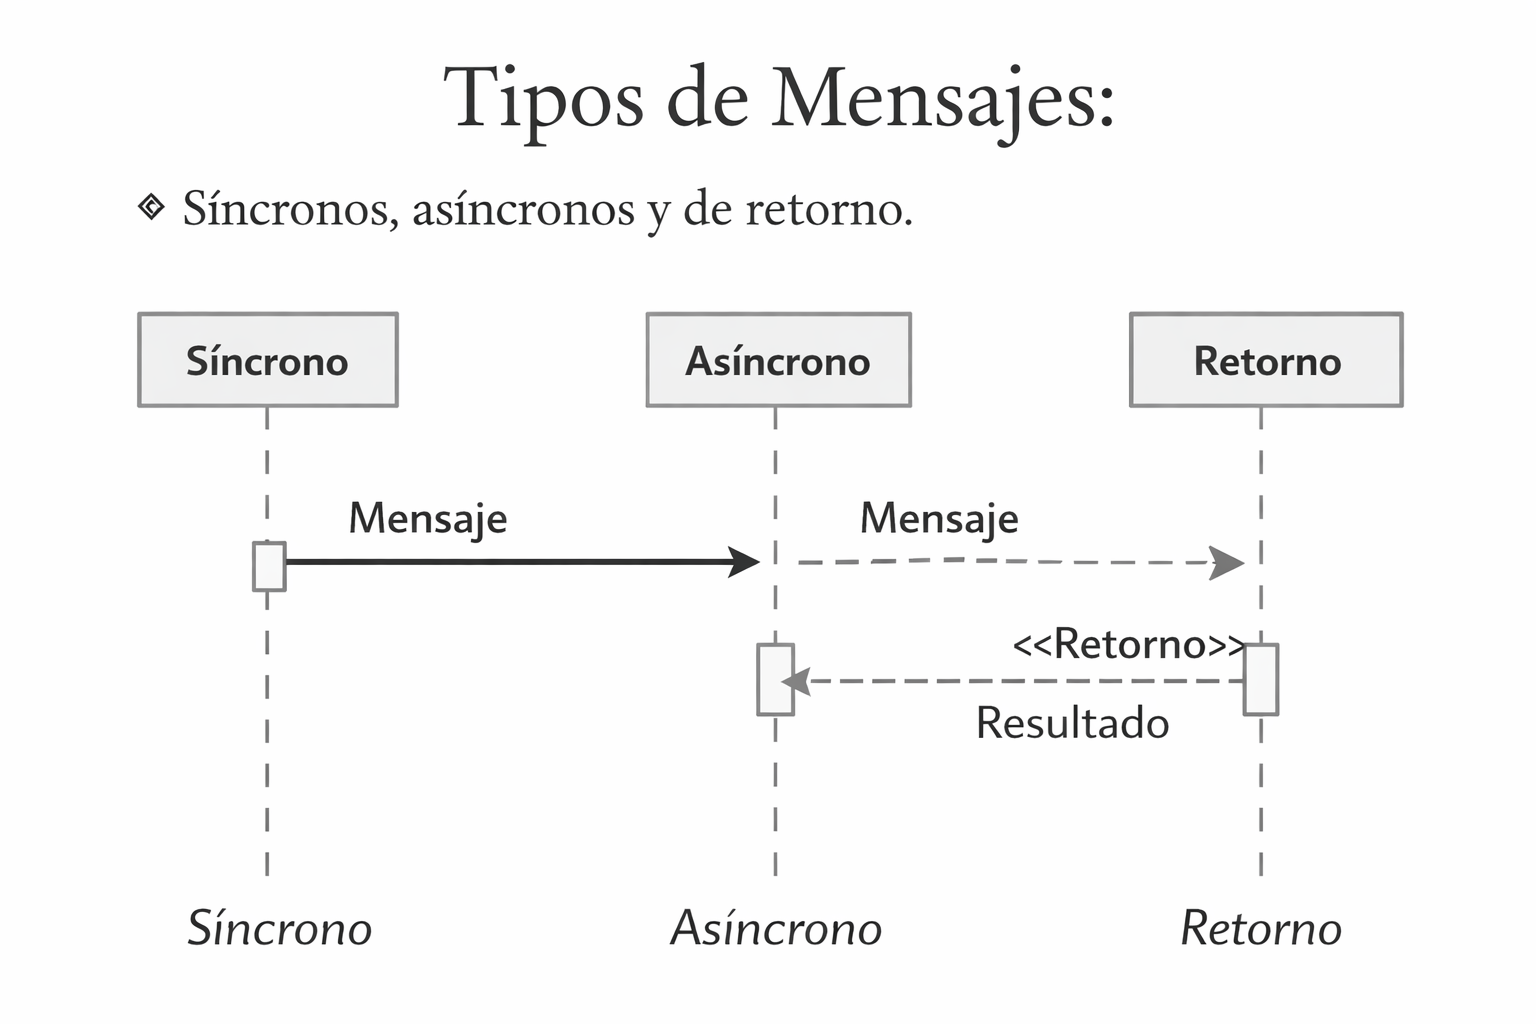 Tipos de Mensajes:
Síncronos, asíncronos y de retorno.
Síncrono
Asíncrono
Retorno
Mensaje
Mensaje
<<Retorno>>
Resultado
Síncrono
Asíncrono
Retorno